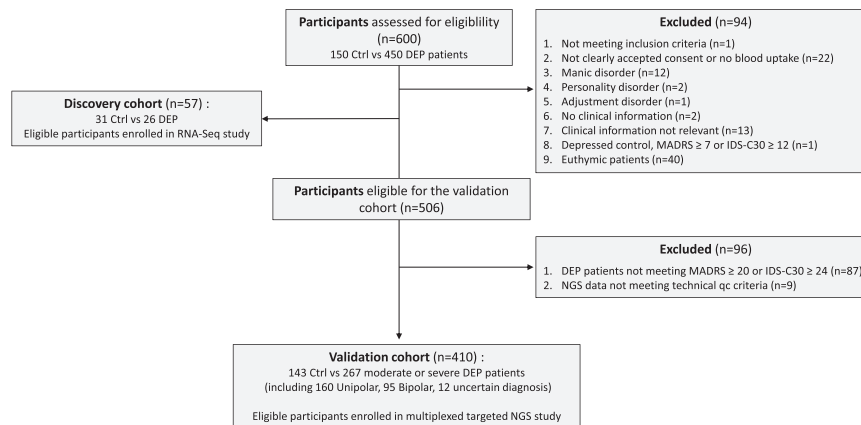 Participants assessed for eligiblility
(n=600)
150 Ctrl vs 450 DEP patients
Excluded (n=94)
1. Not meeting inclusion criteria (n=1)
2. Not clearly accepted consent or no blood uptake (n=22)
3. Manic disorder (n=12)
4. Personality disorder (n=2)
5. Adjustment disorder (n=1)
6. No clinical information (n=2)
7. Clinical information not relevant (n=13)
8. Depressed control, MADRS ≥ 7 or IDS-C30 ≥ 12 (n=1)
9. Euthymic patients (n=40)
Discovery cohort (n=57) :
31 Ctrl vs 26 DEP
Eligible participants enrolled in RNA-Seq study
Participants eligible for the validation
cohort (n=506)
Excluded (n=96)
1. DEP patients not meeting MADRS ≥ 20 or IDS-C30 ≥ 24 (n=87)
2. NGS data not meeting technical qc criteria (n=9)
Validation cohort (n=410) :
143 Ctrl vs 267 moderate or severe DEP patients
(including 160 Unipolar, 95 Bipolar, 12 uncertain diagnosis)
Eligible participants enrolled in multiplexed targeted NGS study